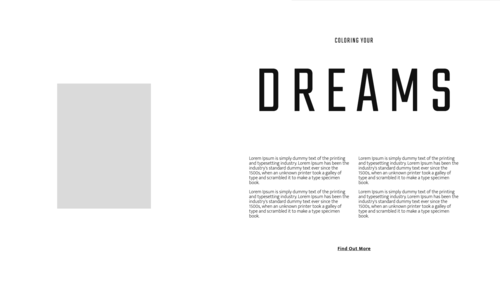 COLORING YOUR
DREAMS
Lorem Ipsum is simply dummy text of the printing
and typesetting industry. Lorem Ipsum has been the
industry's standard dummy text ever since the
1500s, when an unknown printer took a galley of
type and scrambled it to make a type specimen
book.
Lorem Ipsum is simply dummy text of the printing
and typesetting industry. Lorem Ipsum has been the
industry's standard dummy text ever since the
1500s, when an unknown printer took a galley of
type and scrambled it to make a type specimen
book.
Lorem Ipsum is simply dummy text of the printing
and typesetting industry. Lorem Ipsum has been the
industry's standard dummy text ever since the
1500s, when an unknown printer took a galley of
type and scrambled it to make a type specimen
book.
Lorem Ipsum is simply dummy text of the printing
and typesetting industry. Lorem Ipsum has been the
industry's standard dummy text ever since the
1500s, when an unknown printer took a galley of
type and scrambled it to make a type specimen
book.
Find Out More